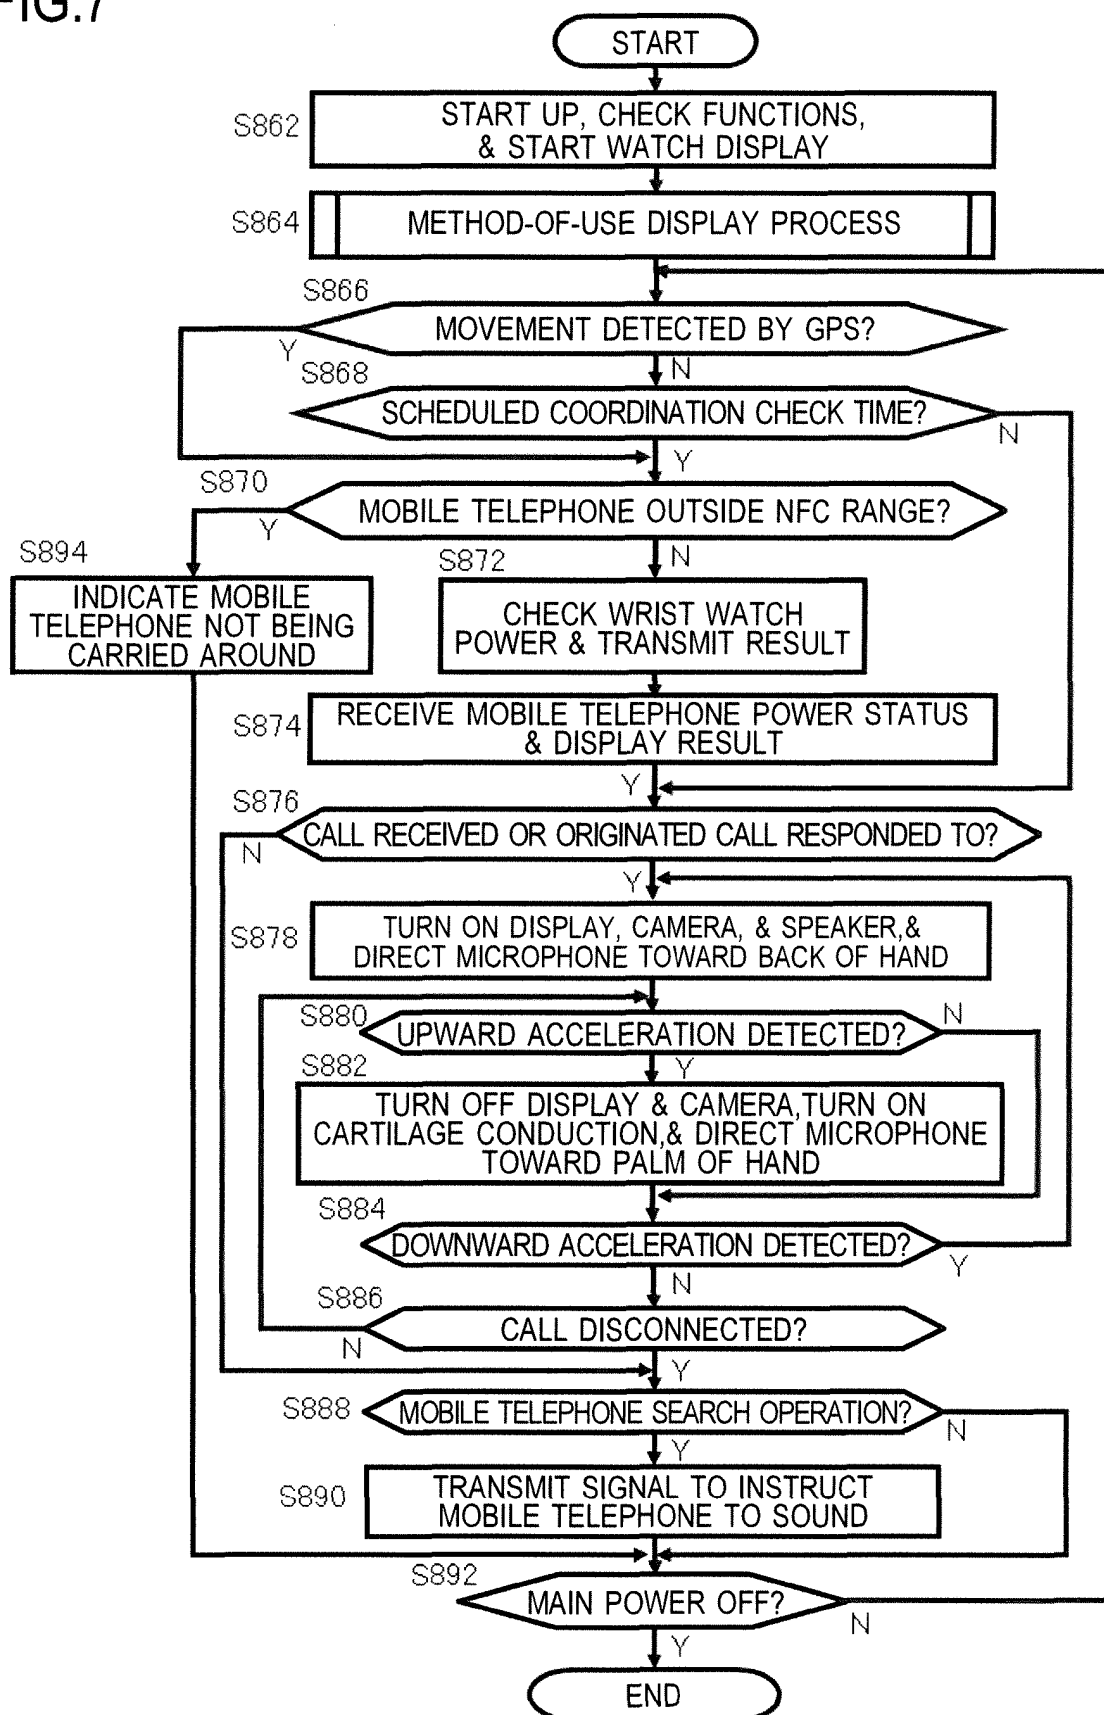 FIG.7
START
S862
START UP, CHECK FUNCTIONS,
& START WATCH DISPLAY
S864
METHOD-OF-USE DISPLAY PROCESS
S866
MOVEMENT DETECTED BY GPS?
Y
N
S868
SCHEDULED COORDINATION CHECK TIME?
N
Y
S870
MOBILE TELEPHONE OUTSIDE NFC RANGE?
Y
N
S894
INDICATE MOBILE
TELEPHONE NOT BEING
CARRIED AROUND
S872
CHECK WRIST WATCH
POWER & TRANSMIT RESULT
S874
RECEIVE MOBILE TELEPHONE POWER STATUS
& DISPLAY RESULT
Y
S876
CALL RECEIVED OR ORIGINATED CALL RESPONDED TO?
N
Y
S878
TURN ON DISPLAY, CAMERA, & SPEAKER,&
DIRECT MICROPHONE TOWARD BACK OF HAND
S880
UPWARD ACCELERATION DETECTED?
N
Y
S882
TURN OFF DISPLAY & CAMERA,TURN ON
CARTILAGE CONDUCTION,& DIRECT MICROPHONE
TOWARD PALM OF HAND
S884
DOWNWARD ACCELERATION DETECTED?
Y
N
S886
CALL DISCONNECTED?
N
Y
S888
MOBILE TELEPHONE SEARCH OPERATION?
N
Y
S890
TRANSMIT SIGNAL TO INSTRUCT
MOBILE TELEPHONE TO SOUND
S892
MAIN POWER OFF?
N
Y
END